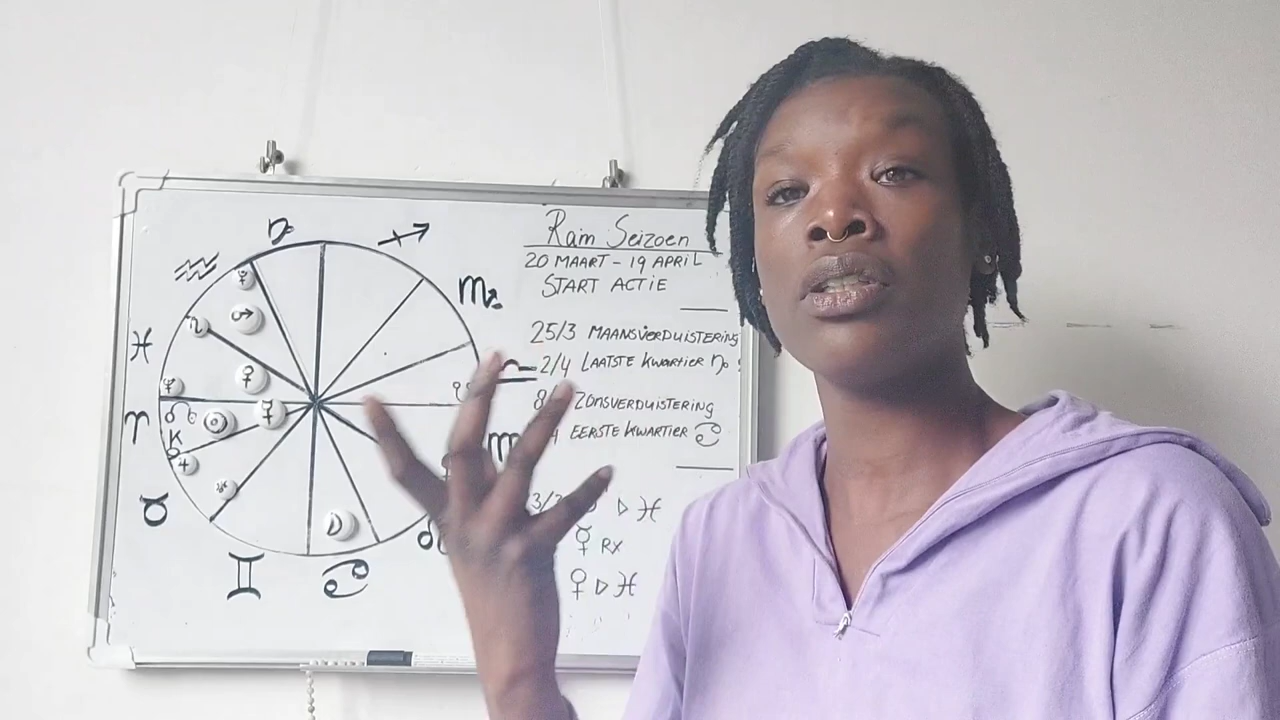 Ram Seizoen
20 MAART - 19 APRIL
START ACTIE
25/3 MAANSVERDUISTERING
2/4 LAATSTE KWARTIER ♑
ZONSVERDUISTERING
EERSTE KWARTIER ♋
▷ ♓
☿ RX
♀ ▷ ♓